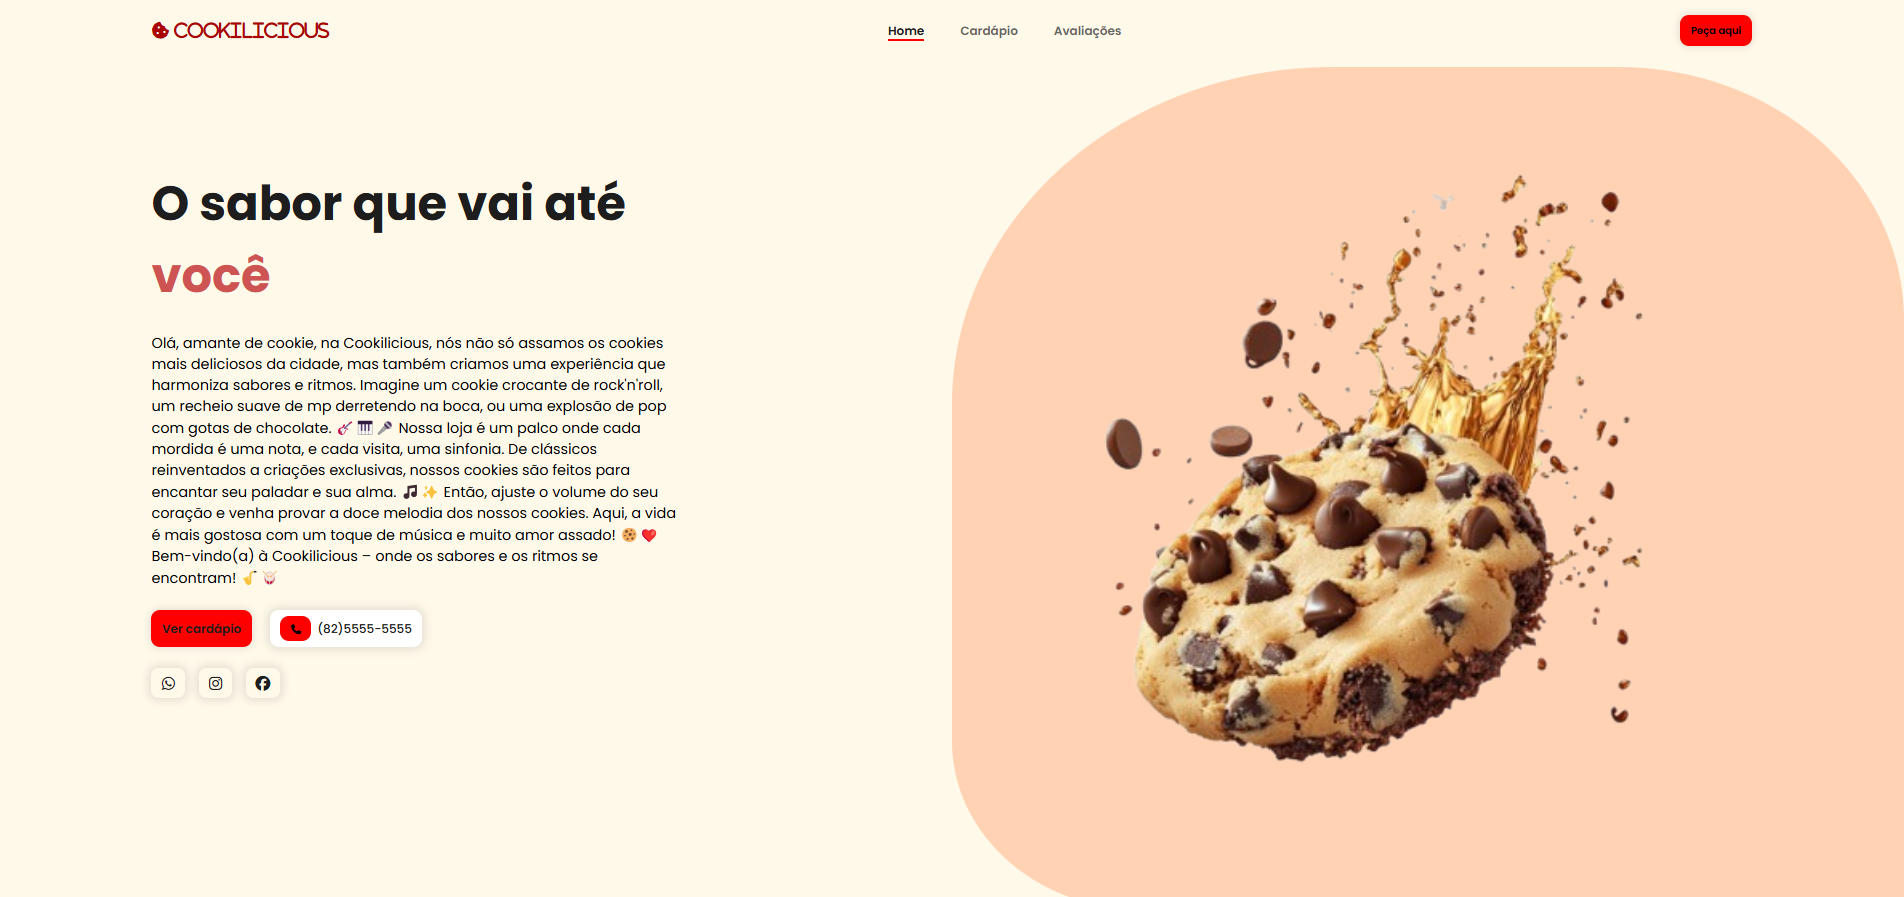 COOKILICIOUS
Home Cardápio Avaliações
Peça aqui
O sabor que vai até
você
Olá, amante de cookie, na Cookilicious, nós não só assamos os cookies
mais deliciosos da cidade, mas também criamos uma experiência que
harmoniza sabores e ritmos. Imagine um cookie crocante de rock'n'roll,
um recheio suave de mp derretendo na boca, ou uma explosão de pop
com gotas de chocolate. 🎸 🎹 🎤 Nossa loja é um palco onde cada
mordida é uma nota, e cada visita, uma sinfonia. De clássicos
reinventados a criações exclusivas, nossos cookies são feitos para
encantar seu paladar e sua alma. 🎵 ✨ Então, ajuste o volume do seu
coração e venha provar a doce melodia dos nossos cookies. Aqui, a vida
é mais gostosa com um toque de música e muito amor assado! 🍪 ❤️
Bem-vindo(a) à Cookilicious – onde os sabores e os ritmos se
encontram! 🎷 🥁
Ver cardápio
(82)5555-5555